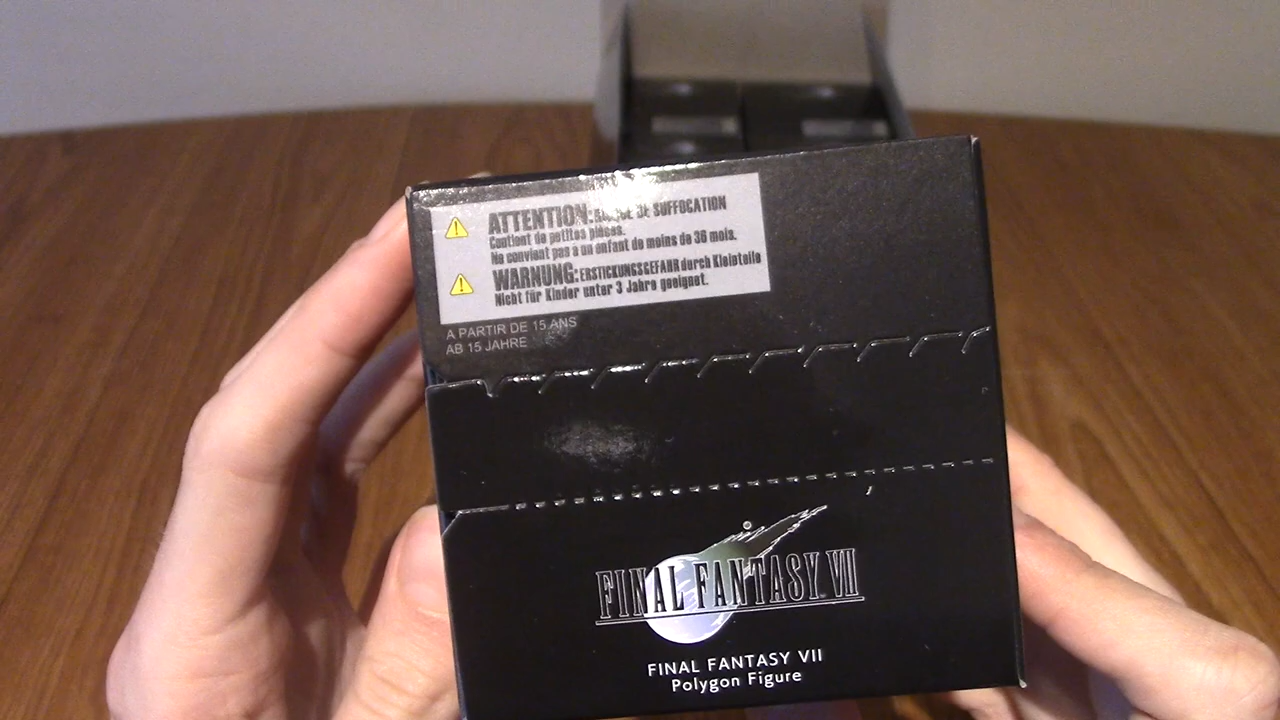 ATTENTION: DE SUFFOCATION
Contient de petites pièces.
Ne convient pas a un enfant de moins de 36 mois.
WARNUNG: ERSTICKUNGSGEFAHR durch Kleinteile
Nicht für Kinder unter 3 Jahre geeignet.
A PARTIR DE 15 ANS
AB 15 JAHRE
FINAL FANTASY VII
FINAL FANTASY VII
Polygon Figure